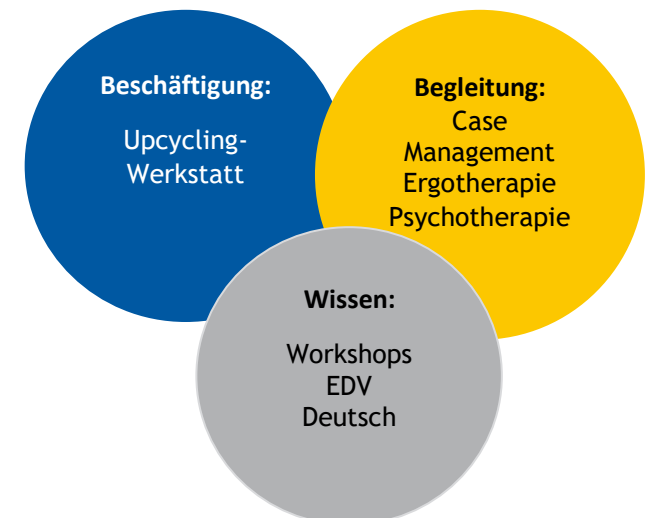 Beschäftigung:
Upcycling-
Werkstatt
Begleitung:
Case
Management
Ergotherapie
Psychotherapie
Wissen:
Workshops
EDV
Deutsch